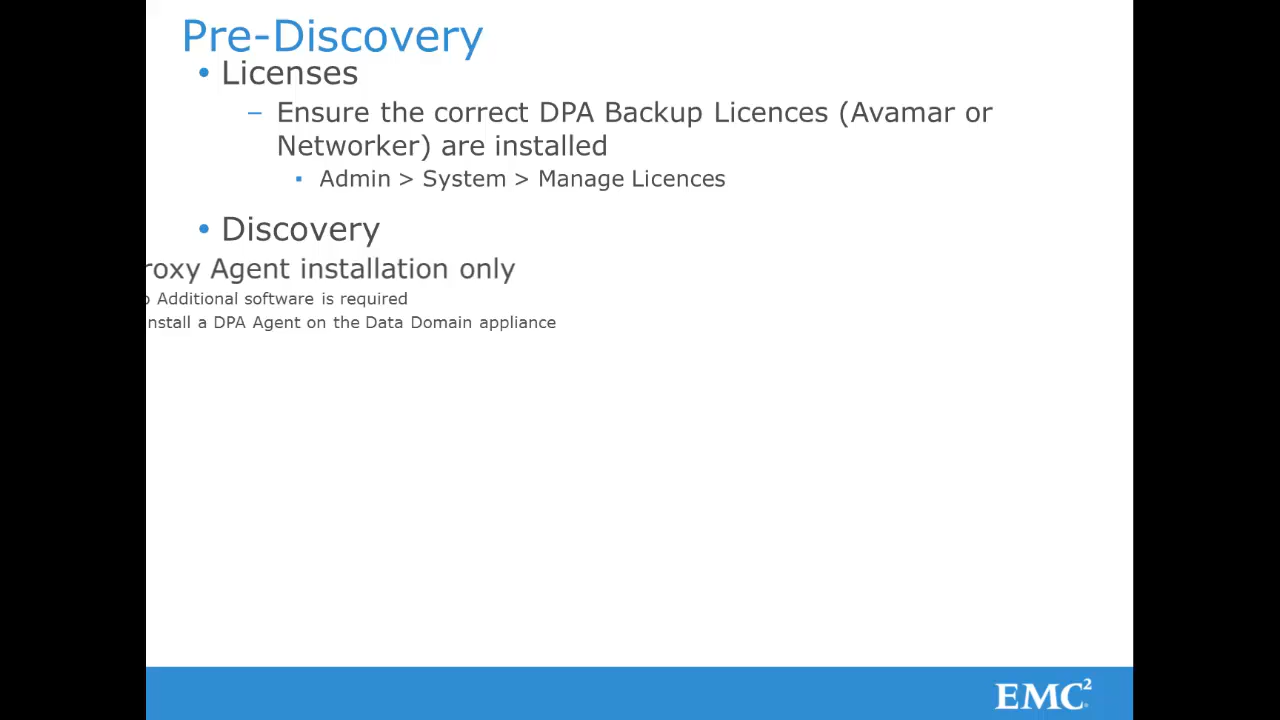 Pre-Discovery
• Licenses
– Ensure the correct DPA Backup Licences (Avamar or
Networker) are installed
▪ Admin > System > Manage Licences
• Discovery
roxy Agent installation only
Additional software is required
nstall a DPA Agent on the Data Domain appliance
EMC²